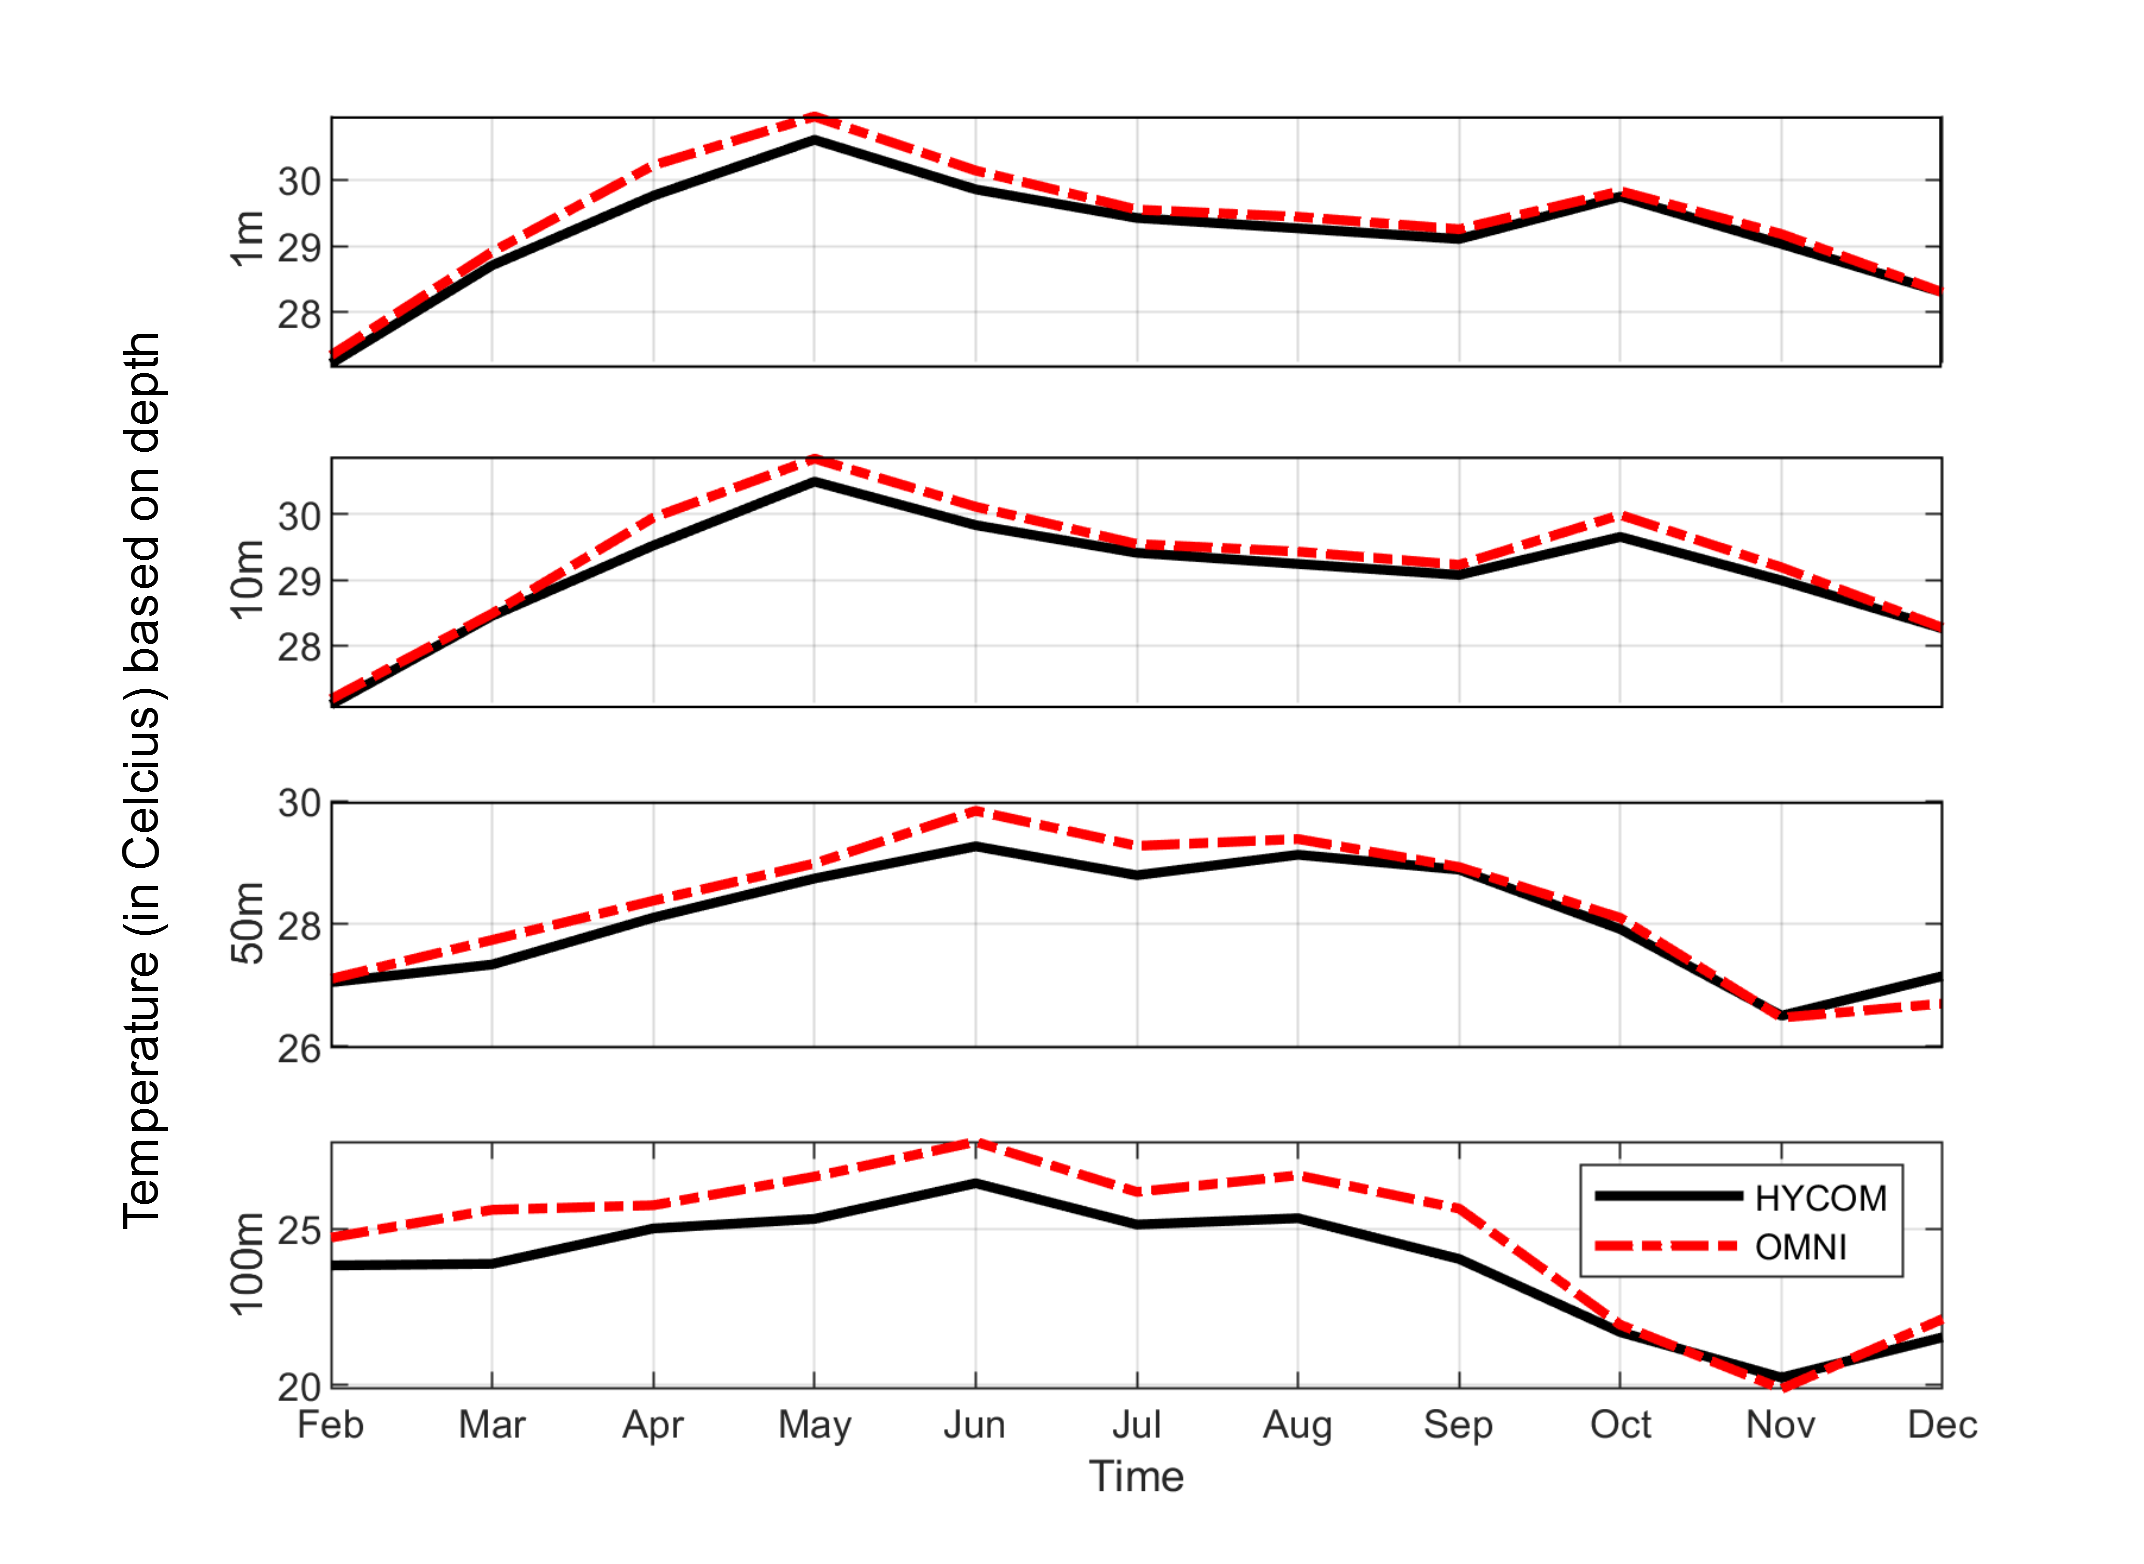 Temperature (in Celcius) based on depth
1m
30
29
28
10m
30
29
28
50m
30
28
26
100m
25
20
HYCOM
OMNI
Feb Mar Apr May Jun Jul Aug Sep Oct Nov Dec
Time